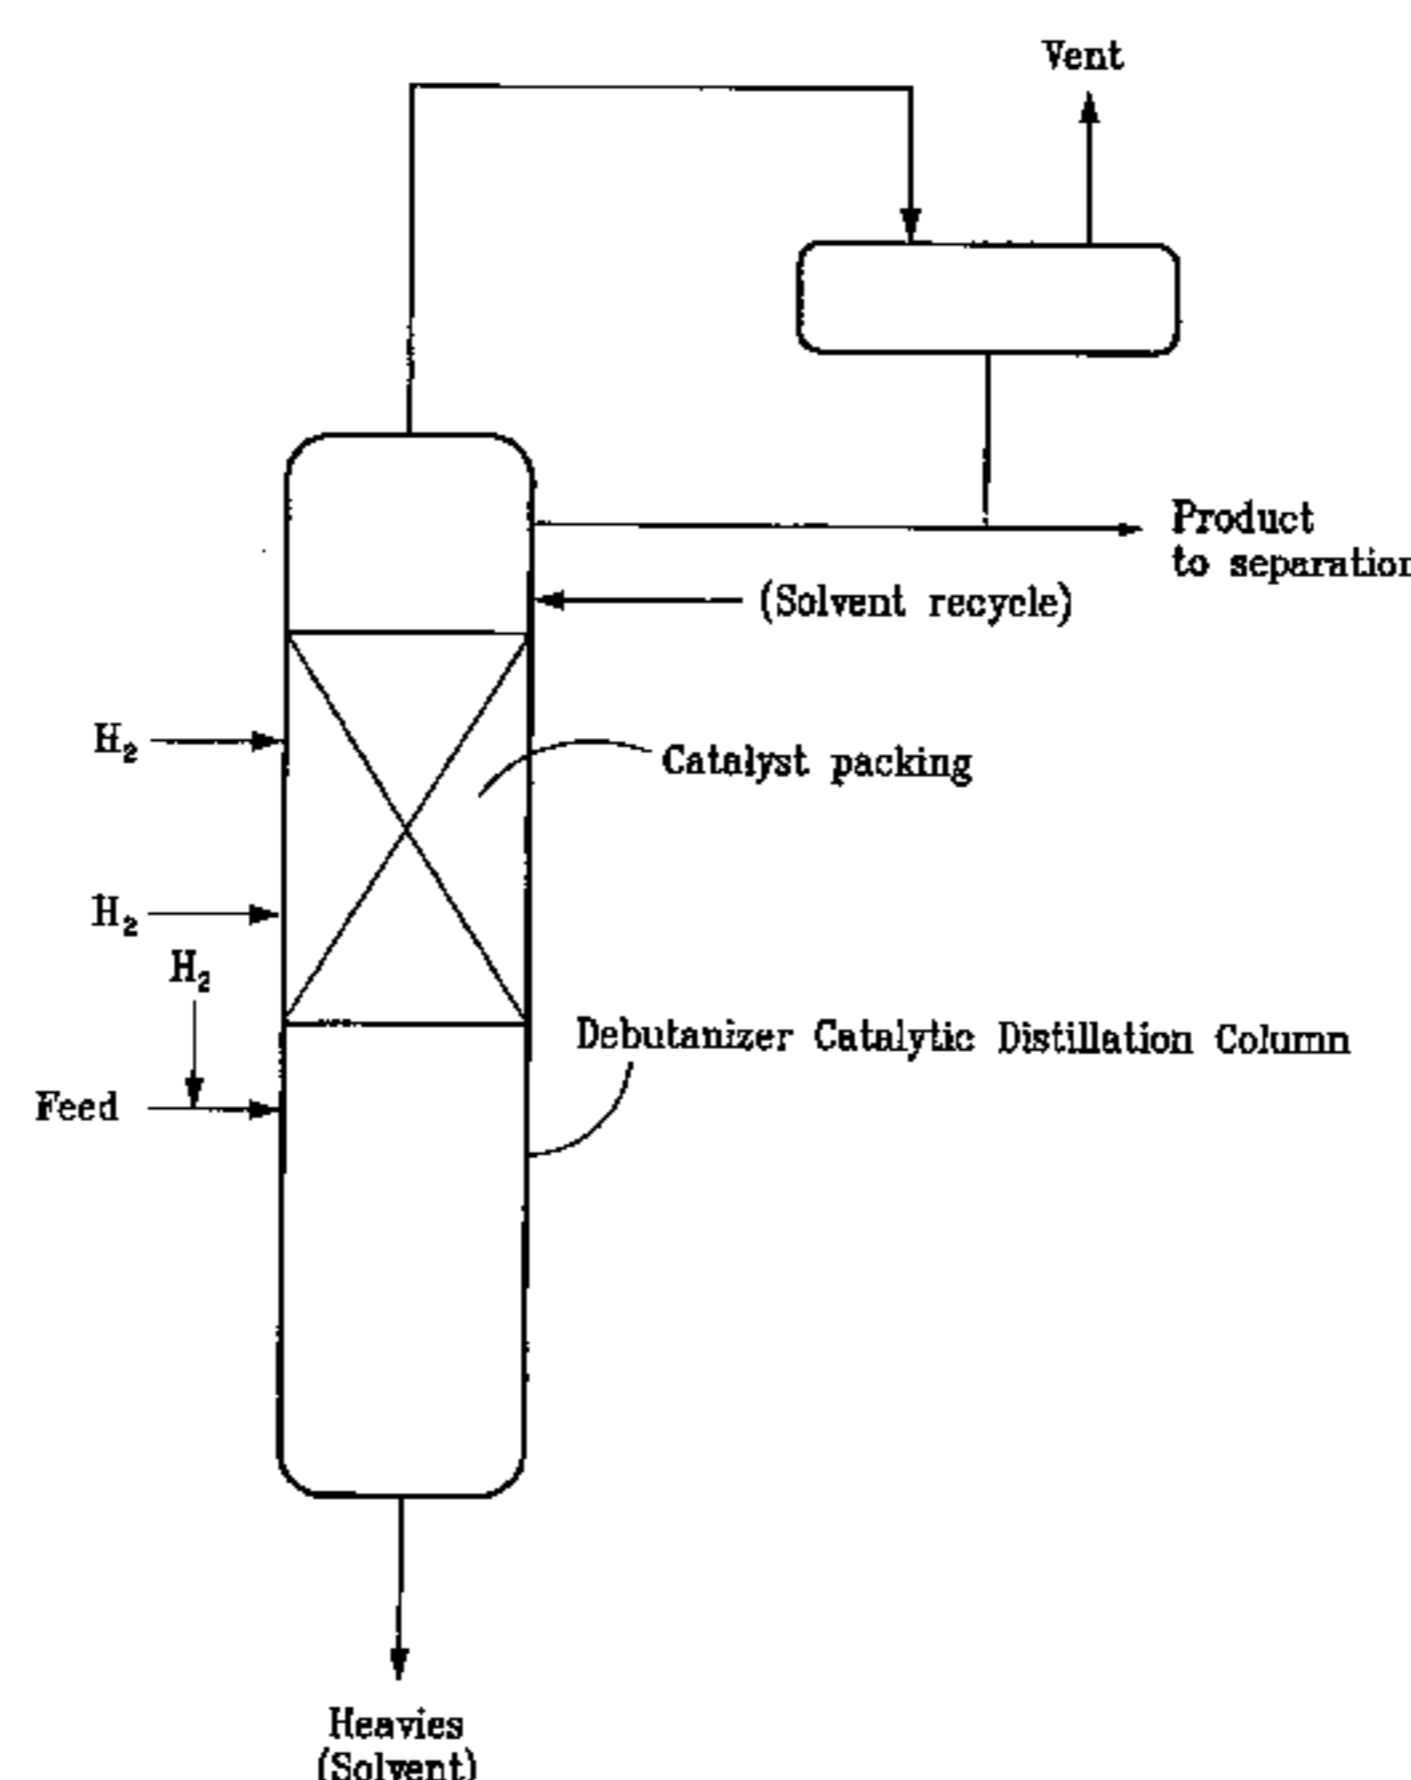 Vent
Product
to separation
(Solvent recycle)
H₂
Catalyst packing
H₂
H₂
Debutanizer Catalytic Distillation Column
Feed
Heavies
(Solvent)